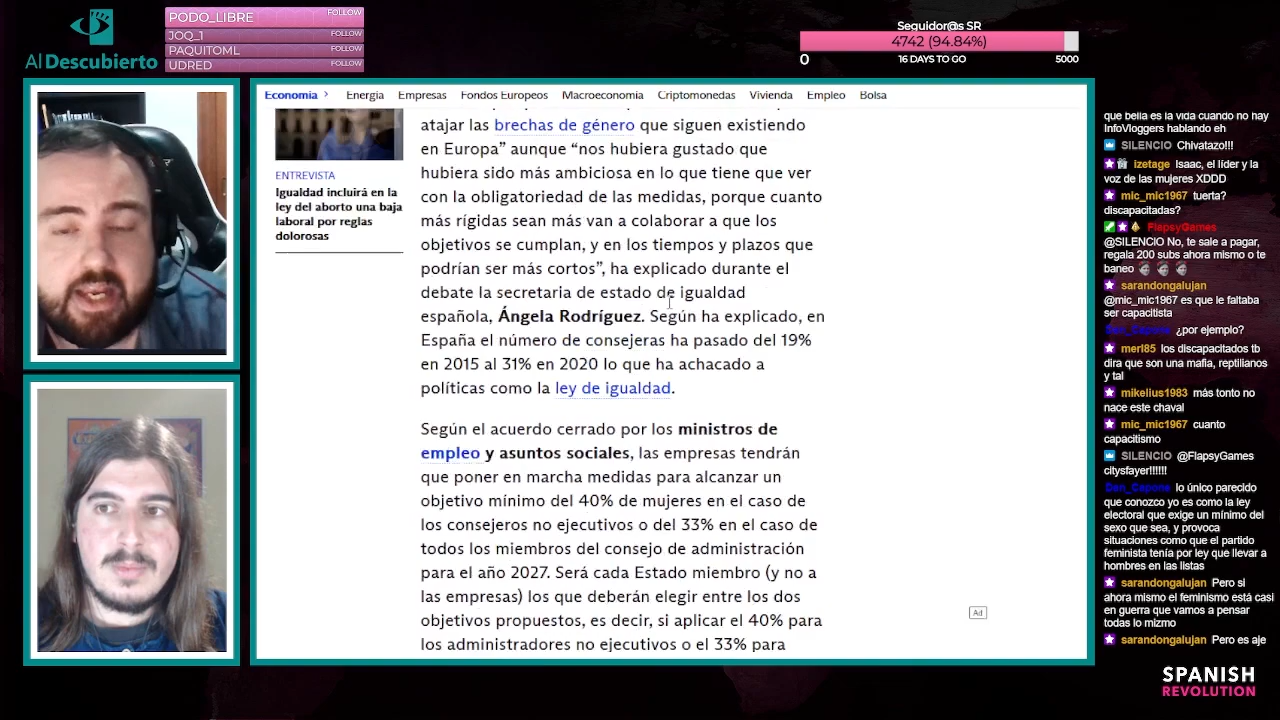 Al Descubierto
PODO_LIBRE FOLLOW
JOQ_1 FOLLOW
PAQUITOML FOLLOW
UDRED FOLLOW
Seguidor@s SR
4742 (94.84%)
0 16 DAYS TO GO 5000
Economía › Energía Empresas Fondos Europeos Macroeconomía Criptomonedas Vivienda Empleo Bolsa
ENTREVISTA
Igualdad incluirá en la
ley del aborto una baja
laboral por reglas
dolorosas
atajar las brechas de género que siguen existiendo
en Europa” aunque “nos hubiera gustado que
hubiera sido más ambiciosa en lo que tiene que ver
con la obligatoriedad de las medidas, porque cuanto
más rígidas sean más van a colaborar a que los
objetivos se cumplan, y en los tiempos y plazos que
podrían ser más cortos”, ha explicado durante el
debate la secretaria de estado de igualdad
española, Ángela Rodríguez. Según ha explicado, en
España el número de consejeras ha pasado del 19%
en 2015 al 31% en 2020 lo que ha achacado a
políticas como la ley de igualdad.
Según el acuerdo cerrado por los ministros de
empleo y asuntos sociales, las empresas tendrán
que poner en marcha medidas para alcanzar un
objetivo mínimo del 40% de mujeres en el caso de
los consejeros no ejecutivos o del 33% en el caso de
todos los miembros del consejo de administración
para el año 2027. Será cada Estado miembro (y no a
las empresas) los que deberán elegir entre los dos
objetivos propuestos, es decir, si aplicar el 40% para
los administradores no ejecutivos o el 33% para
Ad
que bella es la vida cuando no hay
InfoVloggers hablando eh
SILENCIO Chivatazo!!!
izetage Isaac, el líder y la
voz de las mujeres XDDD
mic_mic1967 tuerta?
discapacitadas?
FlapsyGames
@SILENCIO No, te sale a pagar,
regala 200 subs ahora mismo o te
baneo
sarandongalujan
@mic_mic1967 es que le faltaba
ser capacitista
Dan_Capone ¿por ejemplo?
merl85 los discapacitados tb
dira que son una mafia, reptilianos
y tal
mikelius1983 más tonto no
nace este chaval
mic_mic1967 cuanto
capacitismo
SILENCIO @FlapsyGames
citysfayer!!!!!!
Dan_Capone lo único parecido
que conozco yo es como la ley
electoral que exige un mínimo del
sexo que sea, y provoca
situaciones como que el partido
feminista tenía por ley que llevar a
hombres en las listas
sarandongalujan Pero si
ahora mismo el feminismo está casi
en guerra que vamos a pensar
todas lo mizmo
sarandongalujan Pero es aje
SPANISH
REVOLUTION